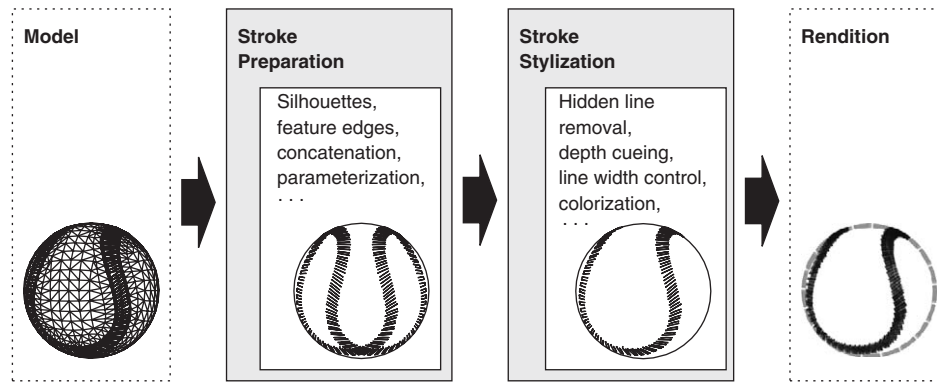 Model
Stroke
Preparation
Silhouettes,
feature edges,
concatenation,
parameterization,
. . .
Stroke
Stylization
Hidden line
removal,
depth cueing,
line width control,
colorization,
. . .
Rendition